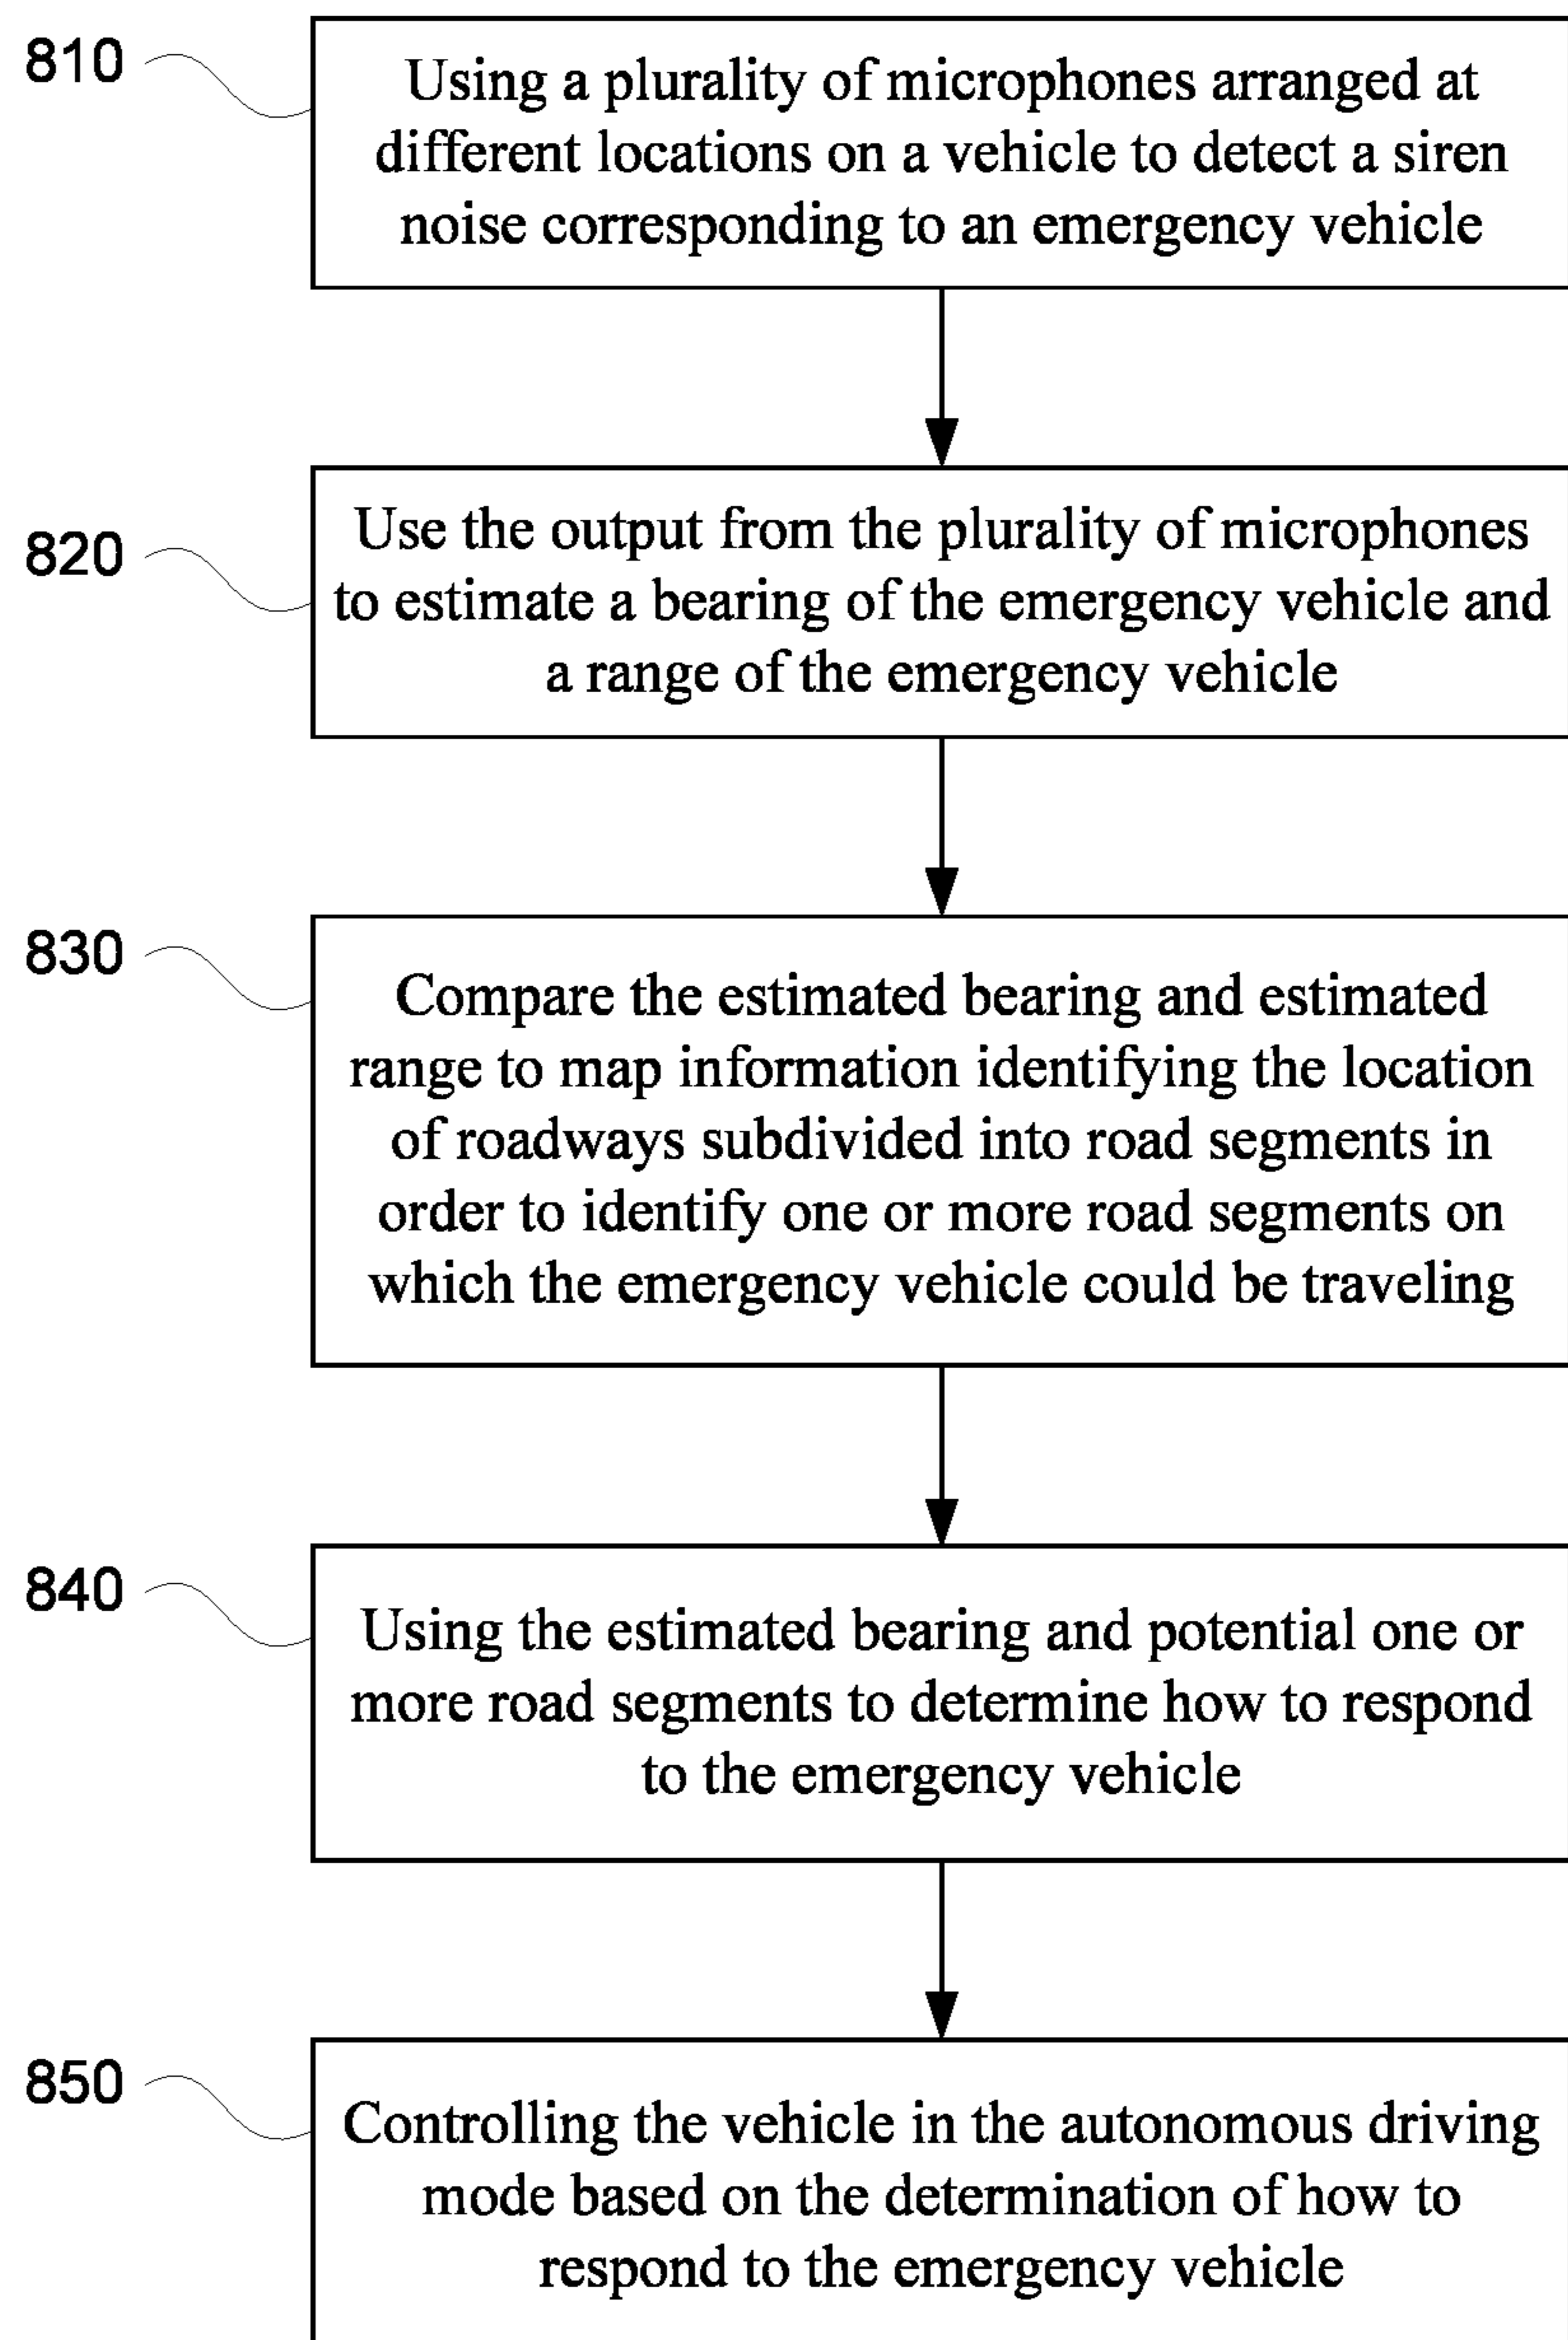 810
Using a plurality of microphones arranged at
different locations on a vehicle to detect a siren
noise corresponding to an emergency vehicle
820
Use the output from the plurality of microphones
to estimate a bearing of the emergency vehicle and
a range of the emergency vehicle
830
Compare the estimated bearing and estimated
range to map information identifying the location
of roadways subdivided into road segments in
order to identify one or more road segments on
which the emergency vehicle could be traveling
840
Using the estimated bearing and potential one or
more road segments to determine how to respond
to the emergency vehicle
850
Controlling the vehicle in the autonomous driving
mode based on the determination of how to
respond to the emergency vehicle